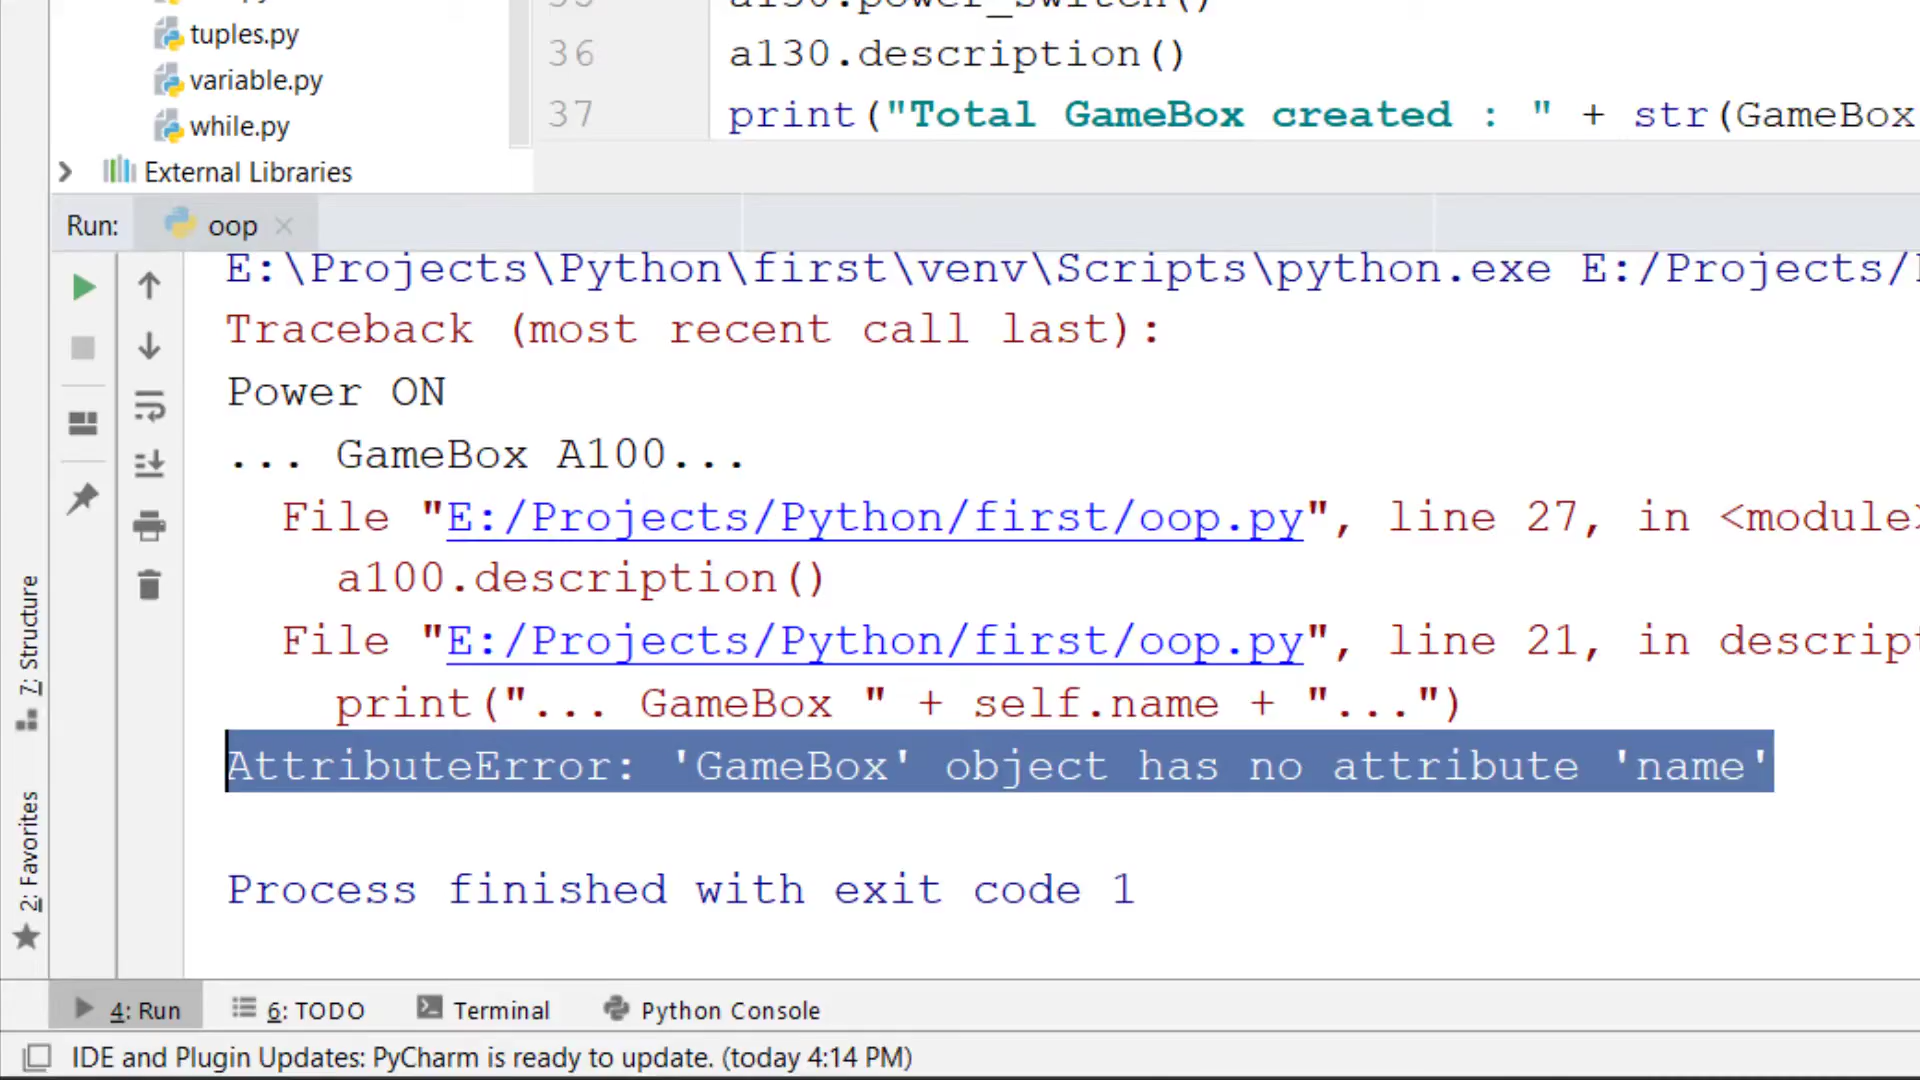 tuples.py
variable.py
while.py
External Libraries
35 a130.power_switch()
36 a130.description()
37 print("Total GameBox created : " + str(GameBox
Run: oop
E:\Projects\Python\first\venv\Scripts\python.exe E:/Projects/
Traceback (most recent call last):
Power ON
... GameBox A100...
File "E:/Projects/Python/first/oop.py", line 27, in <module>
a100.description()
File "E:/Projects/Python/first/oop.py", line 21, in descript
print("... GameBox " + self.name + "...")
AttributeError: 'GameBox' object has no attribute 'name'
Process finished with exit code 1
7: Structure
2: Favorites
4: Run
6: TODO
Terminal
Python Console
IDE and Plugin Updates: PyCharm is ready to update. (today 4:14 PM)